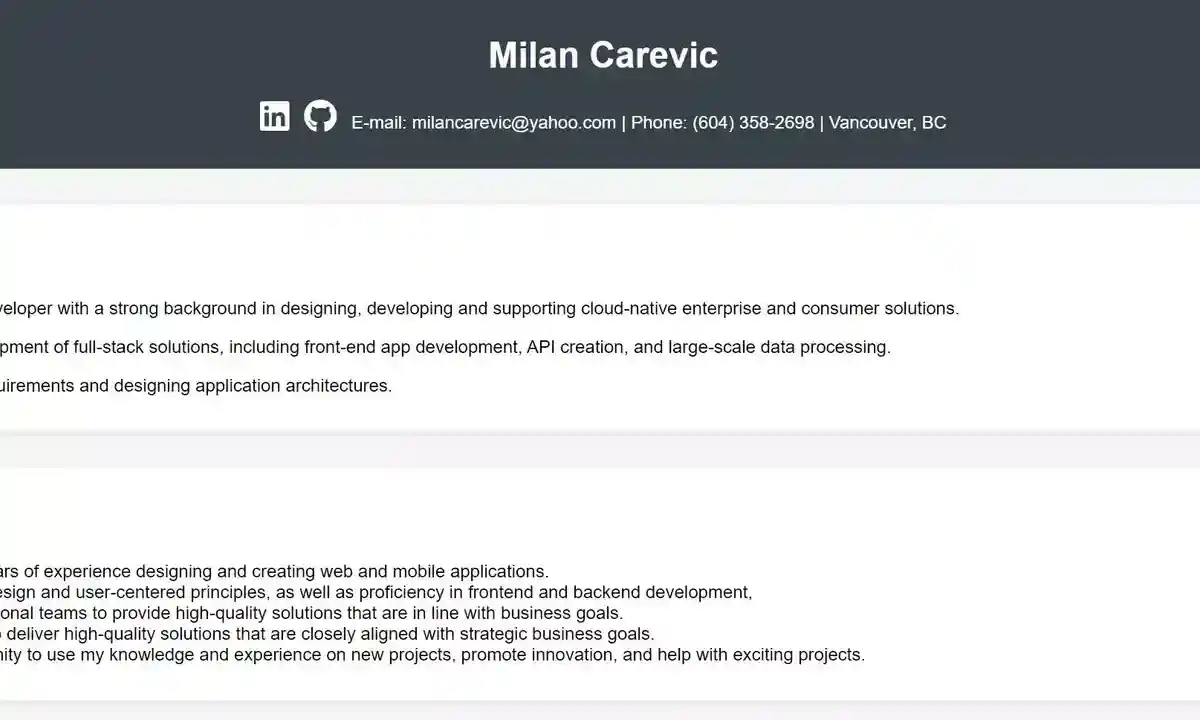 Milan Carevic
in E-mail: milancarevic@yahoo.com | Phone: (604) 358-2698 | Vancouver, BC
veloper with a strong background in designing, developing and supporting cloud-native enterprise and consumer solutions.
pment of full-stack solutions, including front-end app development, API creation, and large-scale data processing.
uirements and designing application architectures.
ars of experience designing and creating web and mobile applications.
esign and user-centered principles, as well as proficiency in frontend and backend development,
onal teams to provide high-quality solutions that are in line with business goals.
deliver high-quality solutions that are closely aligned with strategic business goals.
nity to use my knowledge and experience on new projects, promote innovation, and help with exciting projects.